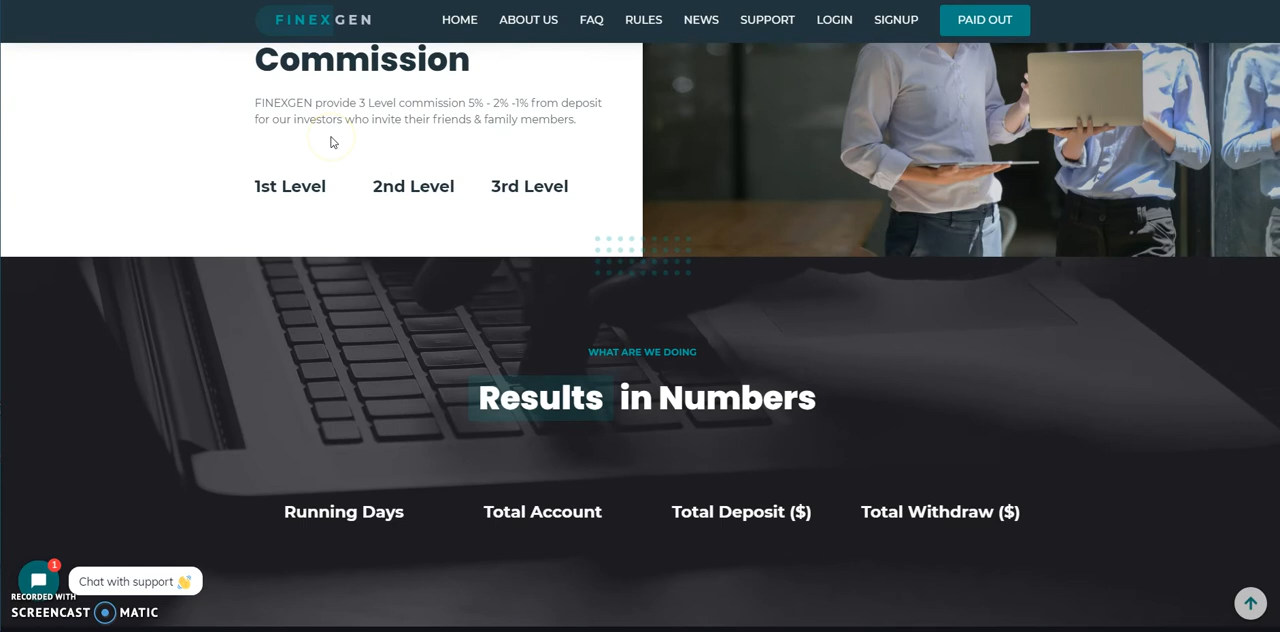 FINEXGEN
HOME
ABOUT US
FAQ
RULES
NEWS
SUPPORT
LOGIN
SIGNUP
PAID OUT
Commission
FINEXGEN provide 3 Level commission 5% - 2% -1% from deposit
for our investors who invite their friends & family members.
1st Level
2nd Level
3rd Level
WHAT ARE WE DOING
Results in Numbers
Running Days
Total Account
Total Deposit ($)
Total Withdraw ($)
1
Chat with support 👋
RECORDED WITH
SCREENCAST MATIC